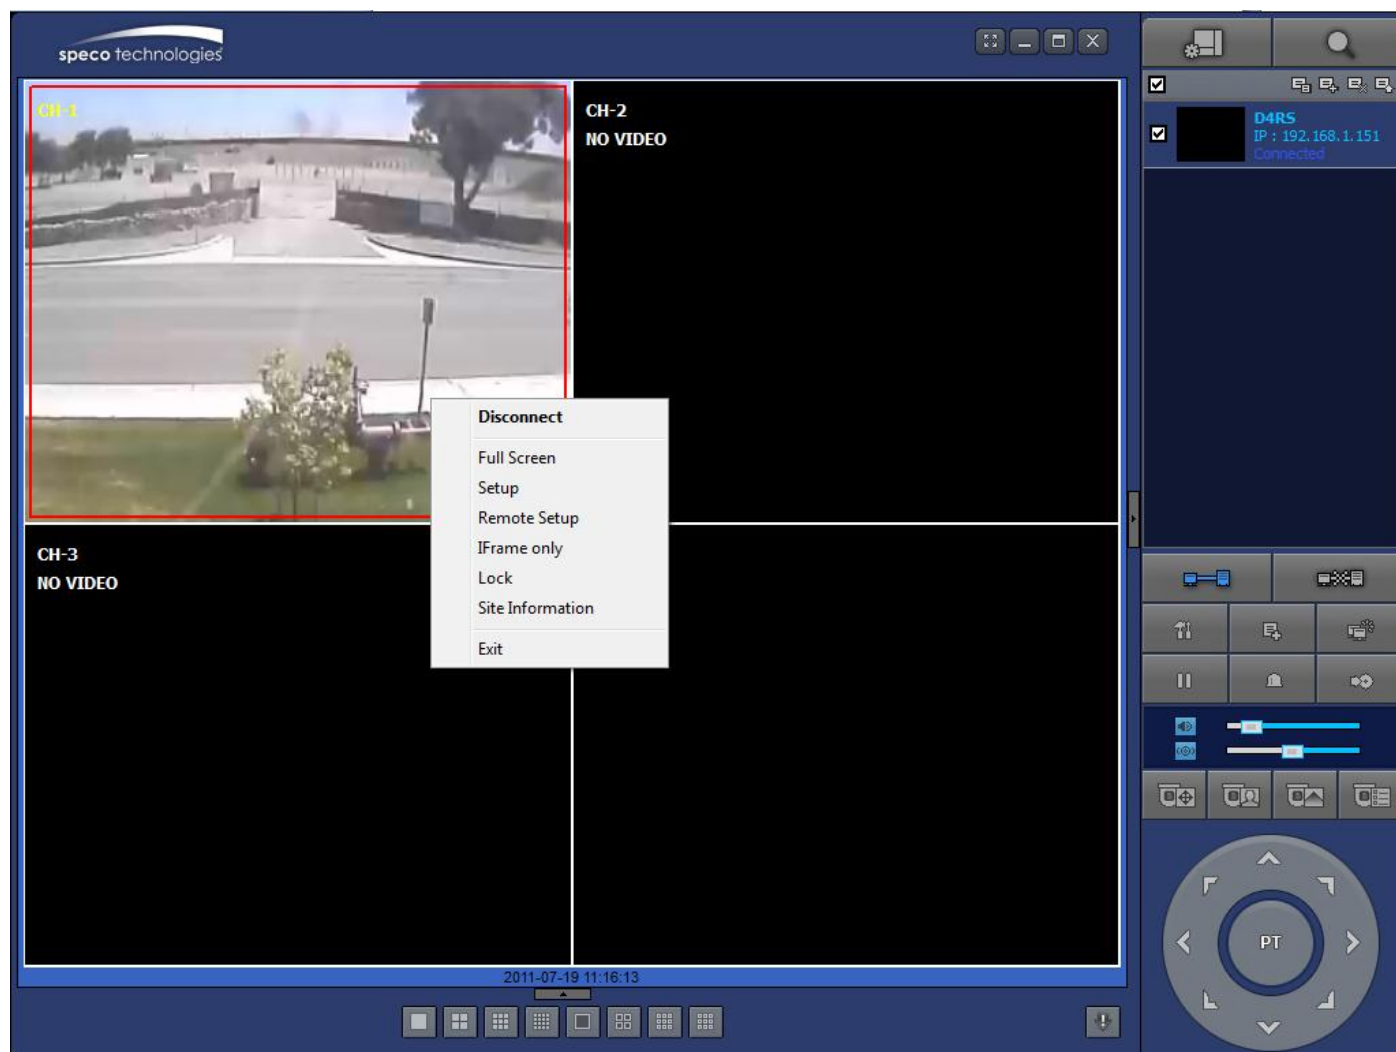 speco technologies
CH-1
CH-2
NO VIDEO
D4RS
IP : 192.168.1.151
Connected
Disconnect
Full Screen
Setup
Remote Setup
IFrame only
Lock
Site Information
Exit
CH-3
NO VIDEO
PT
2011-07-19 11:16:13